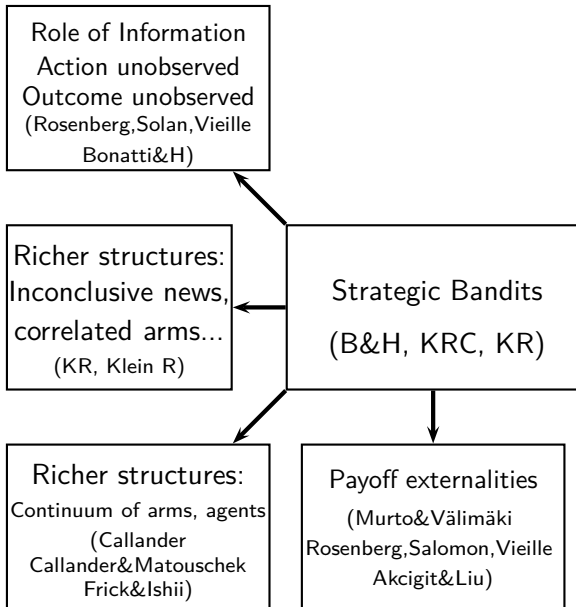 Role of Information
Action unobserved
Outcome unobserved
(Rosenberg,Solan,Vieille
Bonatti&H)
Richer structures:
Inconclusive news,
correlated arms...
(KR, Klein R)
Strategic Bandits
(B&H, KRC, KR)
Richer structures:
Continuum of arms, agents
(Callander
Callander&Matouschek
Frick&Ishii)
Payoff externalities
(Murto&Välimäki
Rosenberg,Salomon,Vieille
Akcigit&Liu)